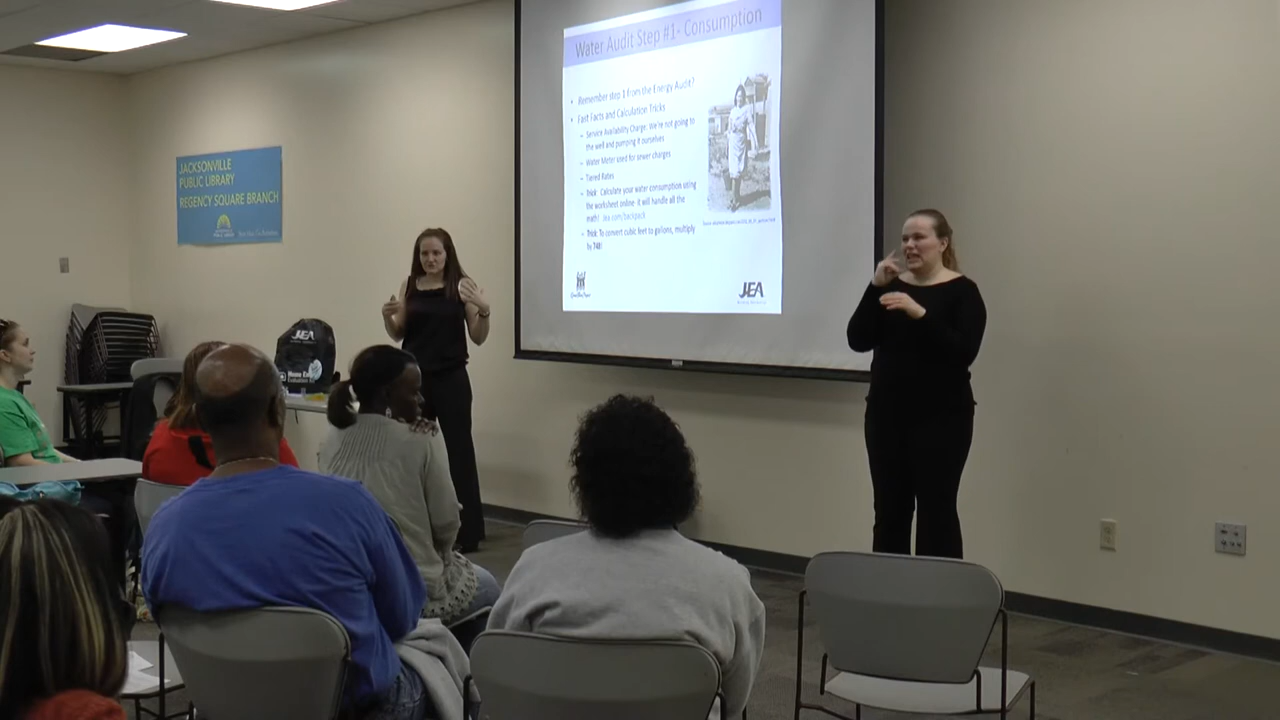 Water Audit Step #1- Consumption
• Remember step 1 from the Energy Audit?
• Fast Facts and Calculation Tricks
– Service Availability Charge: We're not going to
the well and pumping it ourselves
– Water Meter used for sewer charges
– Tiered Rates
– Trick: Calculate your water consumption using
the worksheet online- it will handle all the
math! jea.com/backpack
– Trick: To convert cubic feet to gallons, multiply
by 748!
JEA
JACKSONVILLE
PUBLIC LIBRARY
REGENCY SQUARE BRANCH
JEA